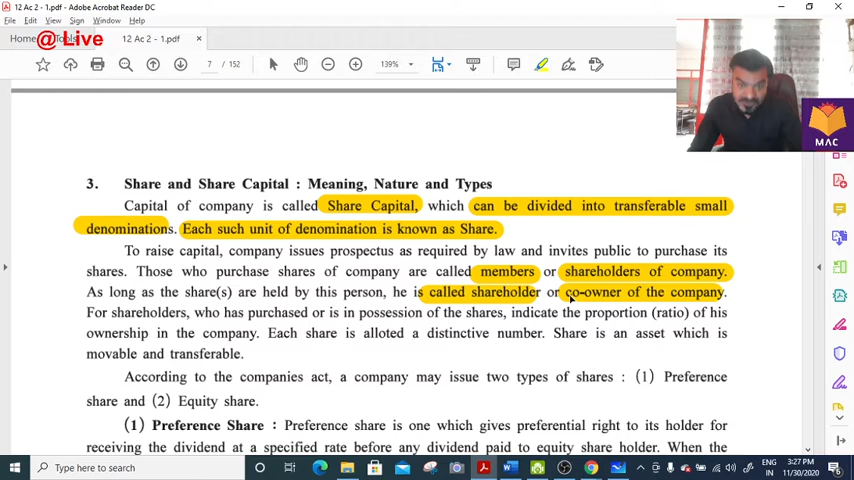 12 Ac 2 - 1.pdf - Adobe Acrobat Reader DC
File Edit View Sign Window Help
Home Tools 12 Ac 2 - 1.pdf ×
@ Live
7 / 152 139%
MAC
3. Share and Share Capital : Meaning, Nature and Types
Capital of company is called Share Capital, which can be divided into transferable small
denominations. Each such unit of denomination is known as Share.
To raise capital, company issues prospectus as required by law and invites public to purchase its
shares. Those who purchase shares of company are called members or shareholders of company.
As long as the share(s) are held by this person, he is called shareholder or co-owner of the company.
For shareholders, who has purchased or is in possession of the shares, indicate the proportion (ratio) of his
ownership in the company. Each share is alloted a distinctive number. Share is an asset which is
movable and transferable.
According to the companies act, a company may issue two types of shares : (1) Preference
share and (2) Equity share.
(1) Preference Share : Preference share is one which gives preferential right to its holder for
receiving the dividend at a specified rate before any dividend paid to equity share holder. When the
Type here to search
ENG
IN
3:27 PM
11/30/2020